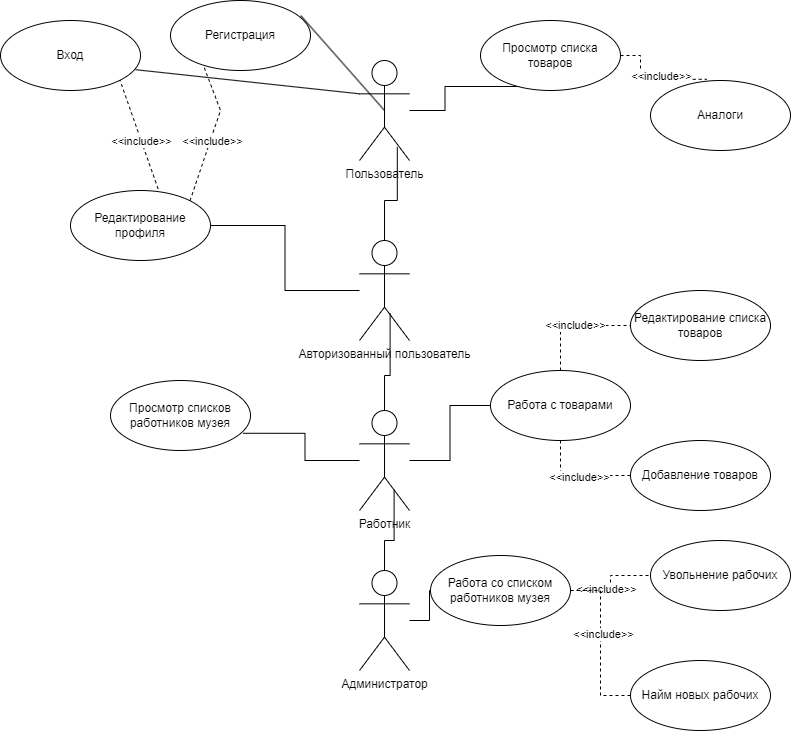 Регистрация
Вход
Просмотр списка
товаров
<<include>>
Аналоги
<<include>>
<<include>>
Пользователь
Редактирование
профиля
Редактирование списка
товаров
<<include>>
Авторизованный пользователь
Просмотр списков
работников музея
Работа с товарами
<<include>>
Добавление товаров
Работник
Работа со списком
работников музея
<<include>>
Увольнение рабочих
<<include>>
Администратор
Найм новых рабочих